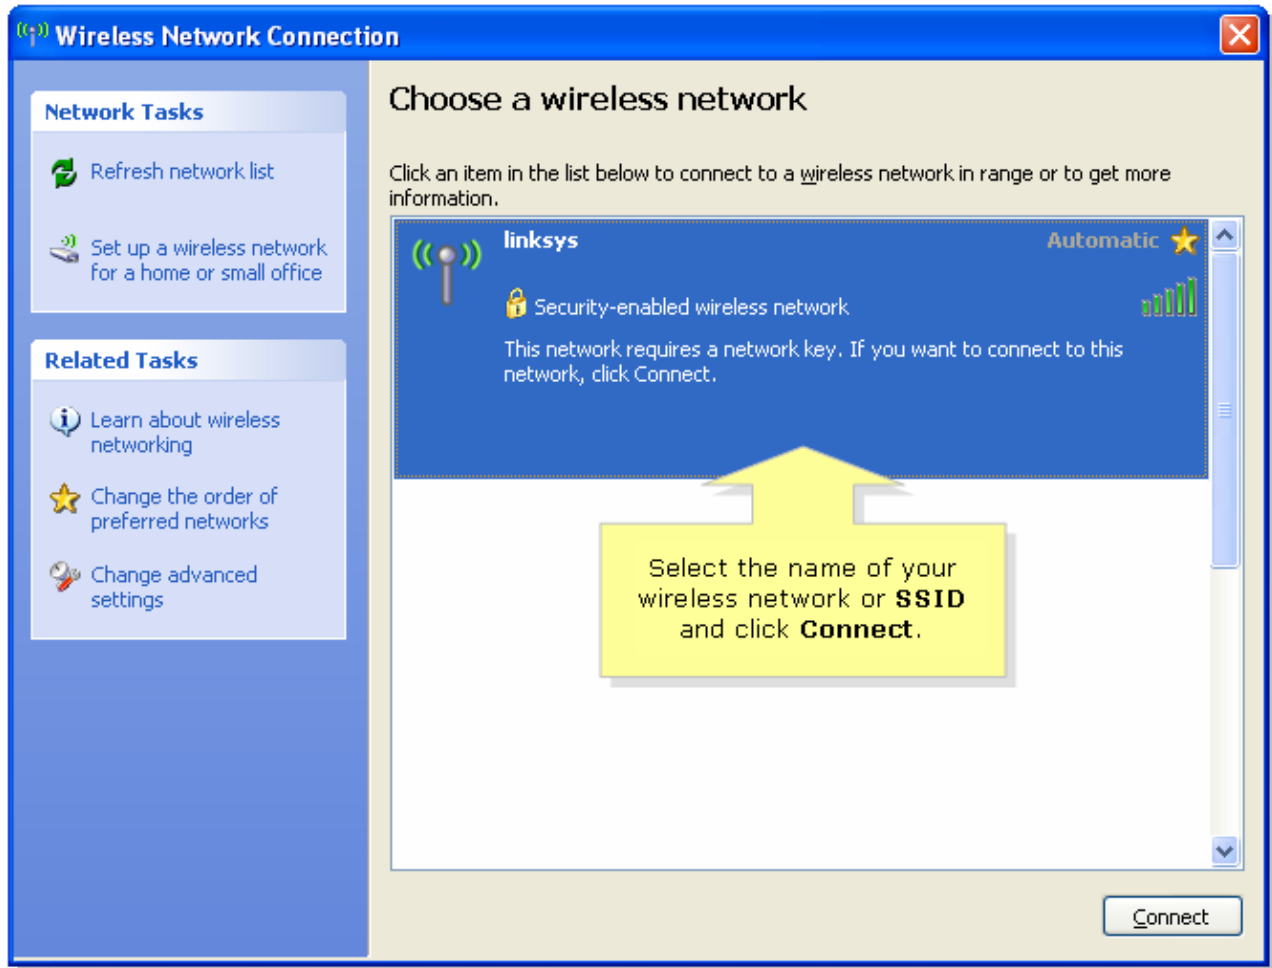 Wireless Network Connection
Network Tasks
Refresh network list
Set up a wireless network
for a home or small office
Related Tasks
Learn about wireless
networking
Change the order of
preferred networks
Change advanced
settings
Choose a wireless network
Click an item in the list below to connect to a wireless network in range or to get more
information.
linksys
Automatic
Security-enabled wireless network
This network requires a network key. If you want to connect to this
network, click Connect.
Select the name of your
wireless network or SSID
and click Connect.
Connect